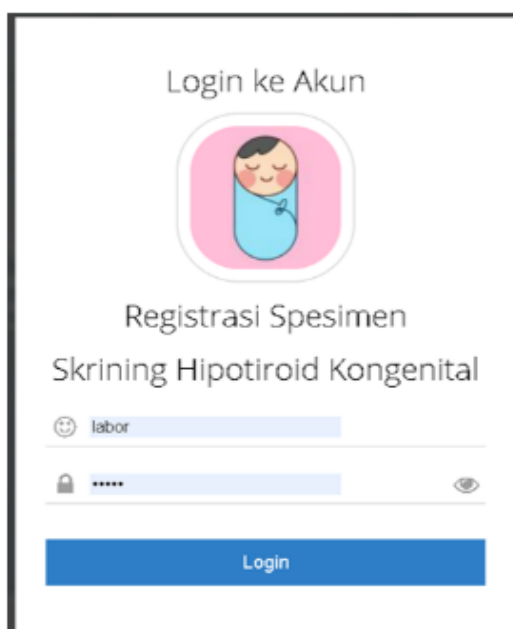 Login ke Akun
Registrasi Spesimen
Skrining Hipotiroid Kongenital
labor
•••••
Login